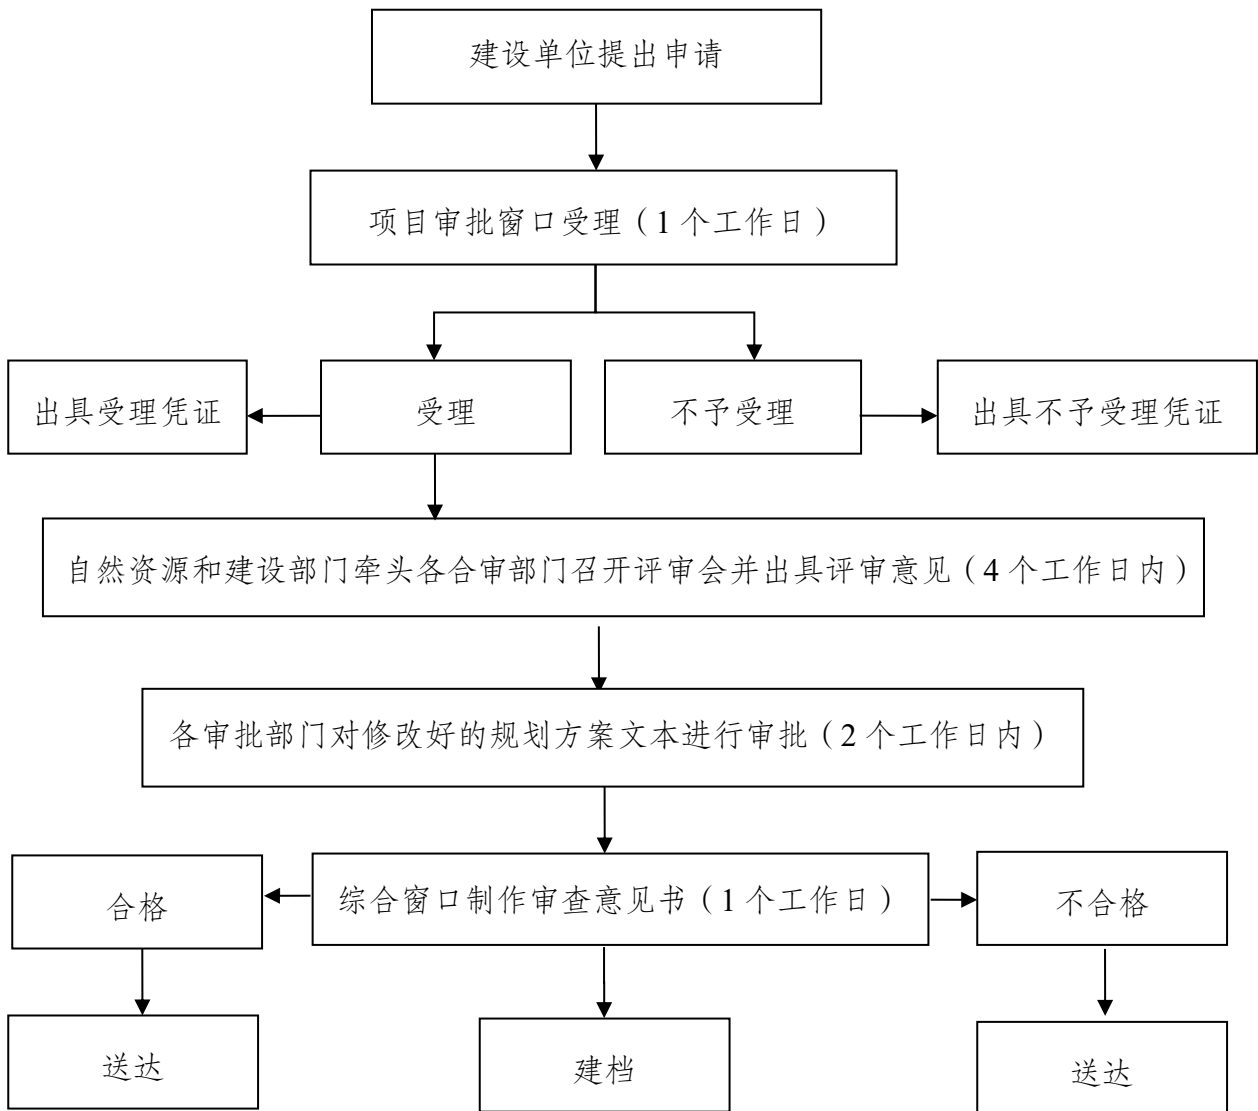 建设单位提出申请
项目审批窗口受理（1 个工作日）
出具受理凭证
受理
不予受理
出具不予受理凭证
自然资源和建设部门牵头各合审部门召开评审会并出具评审意见（4 个工作日内）
各审批部门对修改好的规划方案文本进行审批（2 个工作日内）
合格
综合窗口制作审查意见书（1 个工作日）
不合格
送达
建档
送达